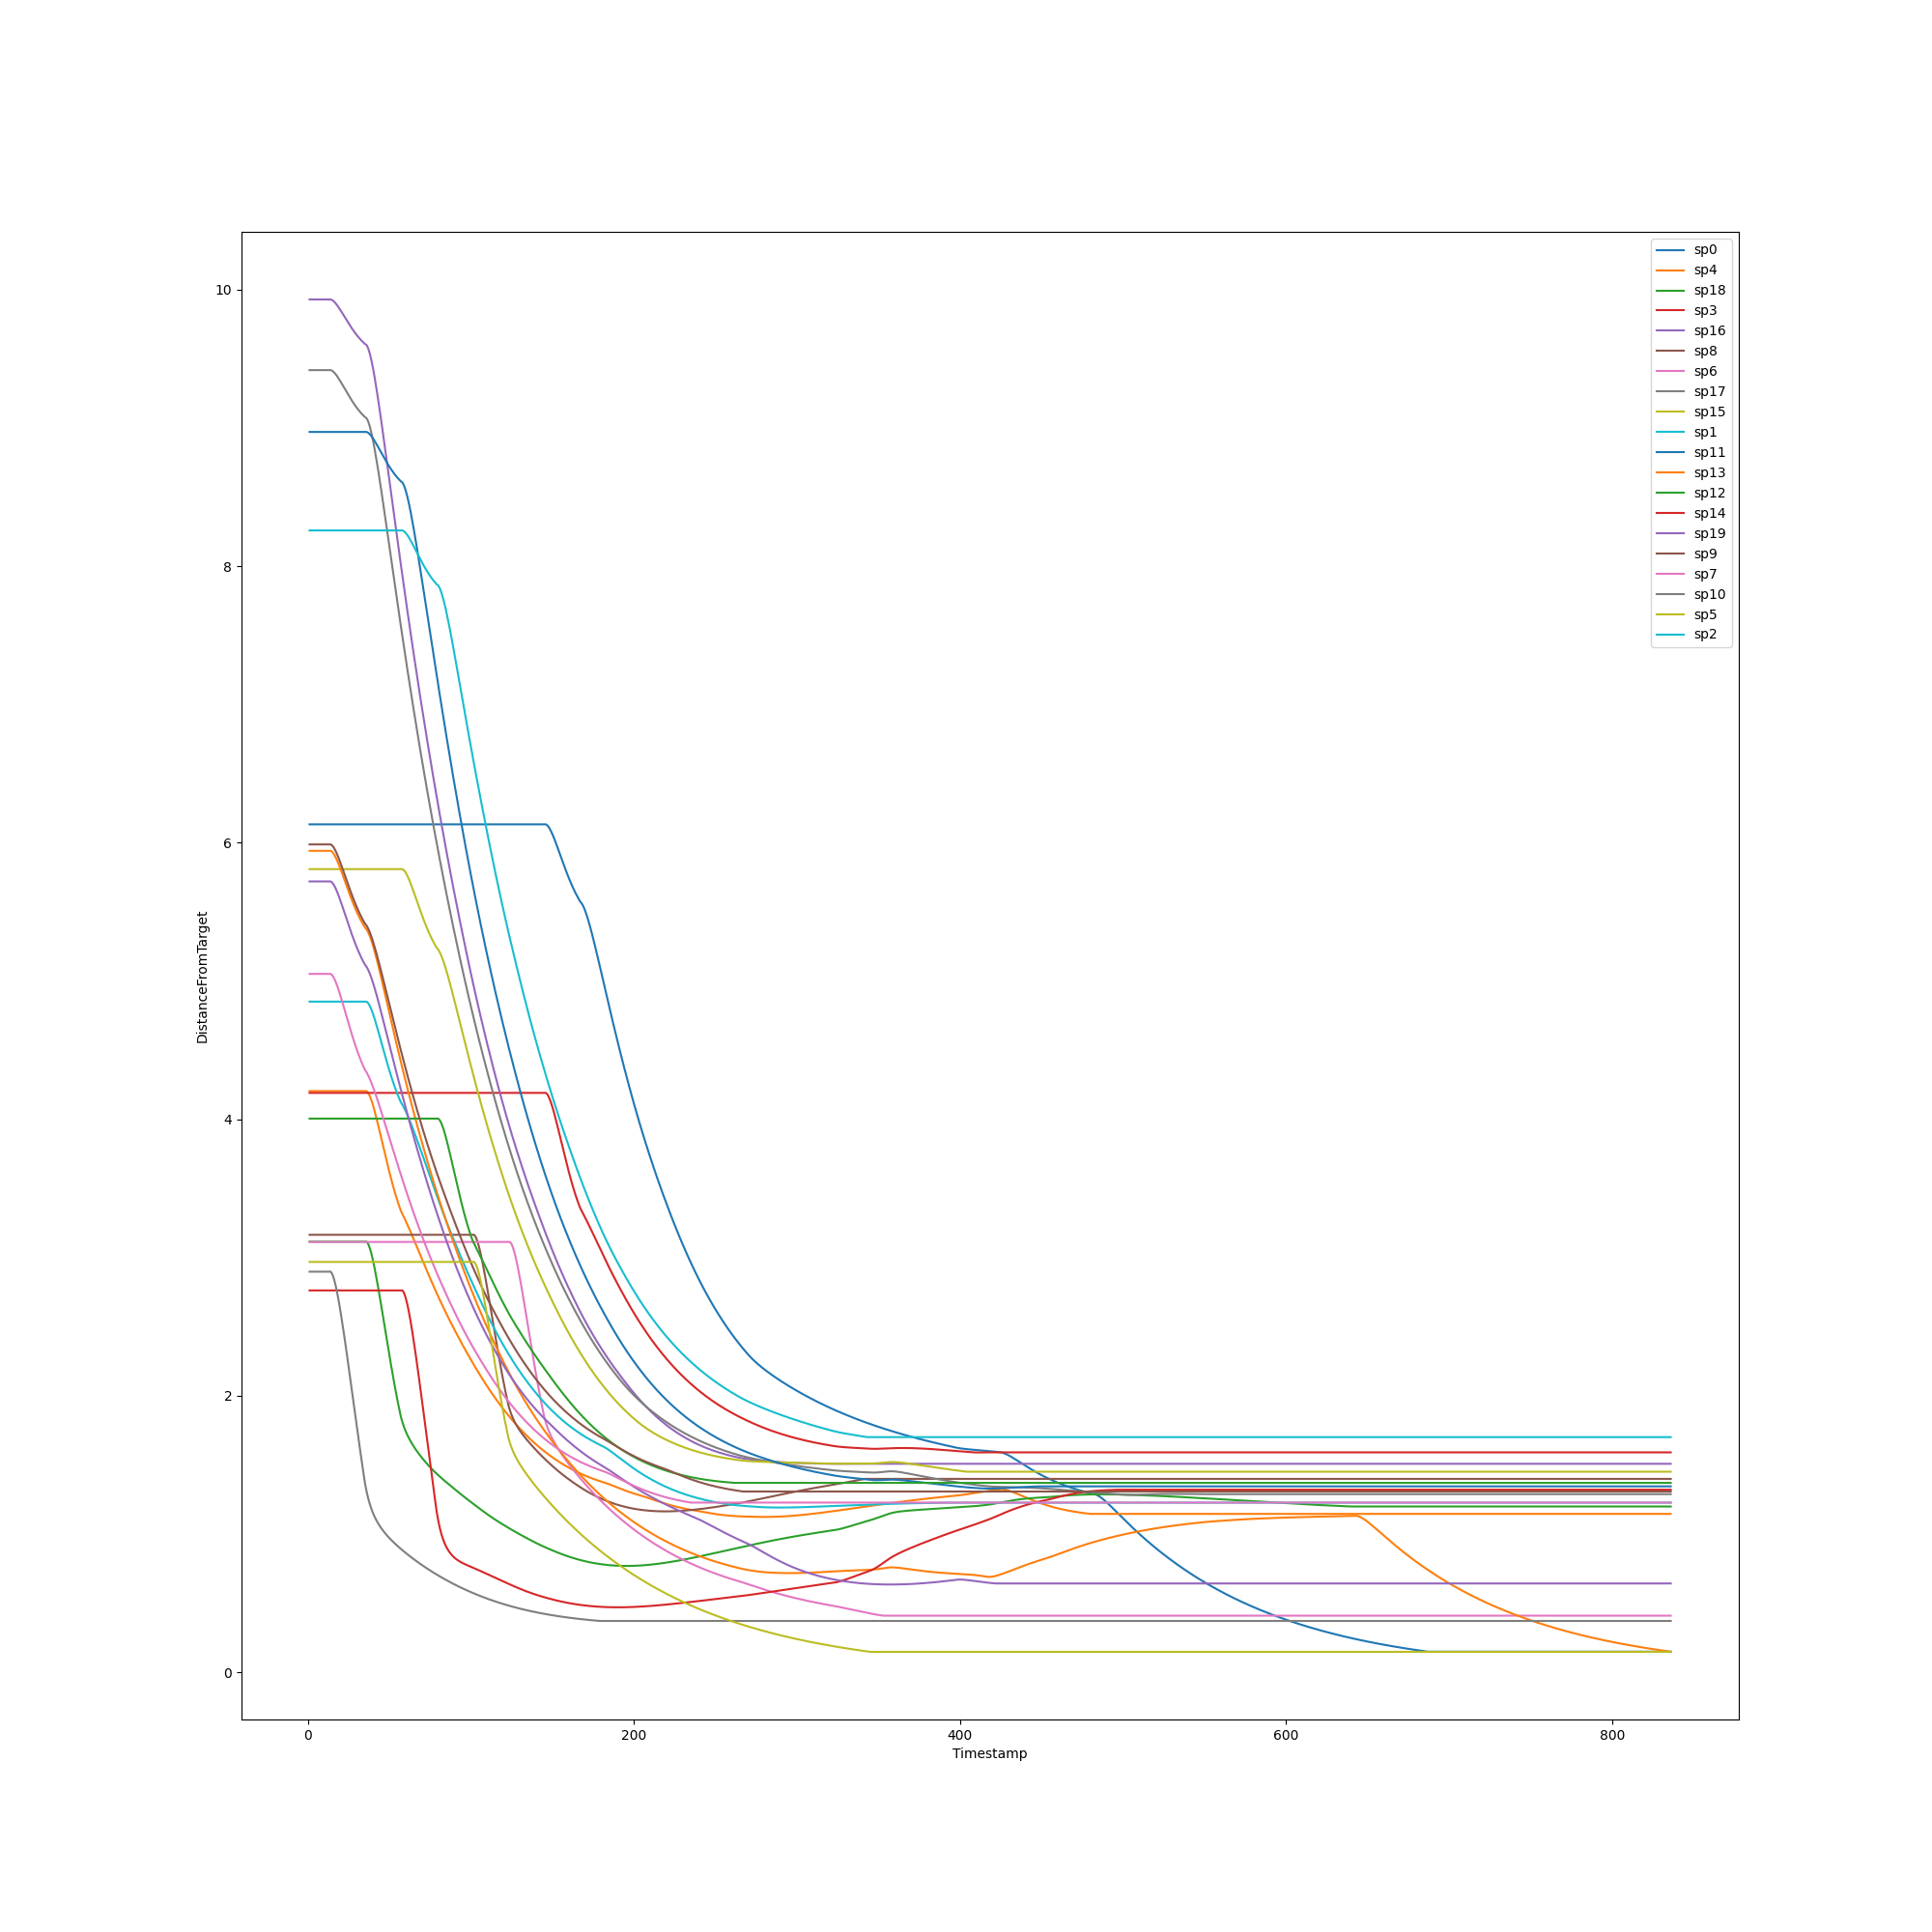 10
8
6
4
2
0
DistanceFromTarget
0 200 400 600 800
Timestamp
sp0
sp4
sp18
sp3
sp16
sp8
sp6
sp17
sp15
sp1
sp11
sp13
sp12
sp14
sp19
sp9
sp7
sp10
sp5
sp2